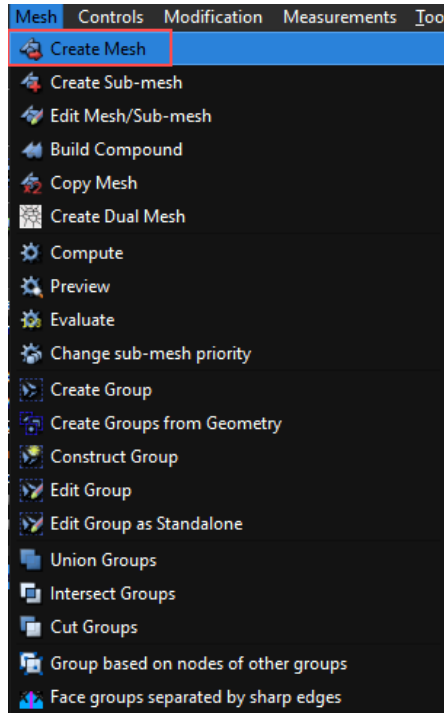 Mesh Controls Modification Measurements Too
Create Mesh
Create Sub-mesh
Edit Mesh/Sub-mesh
Build Compound
Copy Mesh
Create Dual Mesh
Compute
Preview
Evaluate
Change sub-mesh priority
Create Group
Create Groups from Geometry
Construct Group
Edit Group
Edit Group as Standalone
Union Groups
Intersect Groups
Cut Groups
Group based on nodes of other groups
Face groups separated by sharp edges